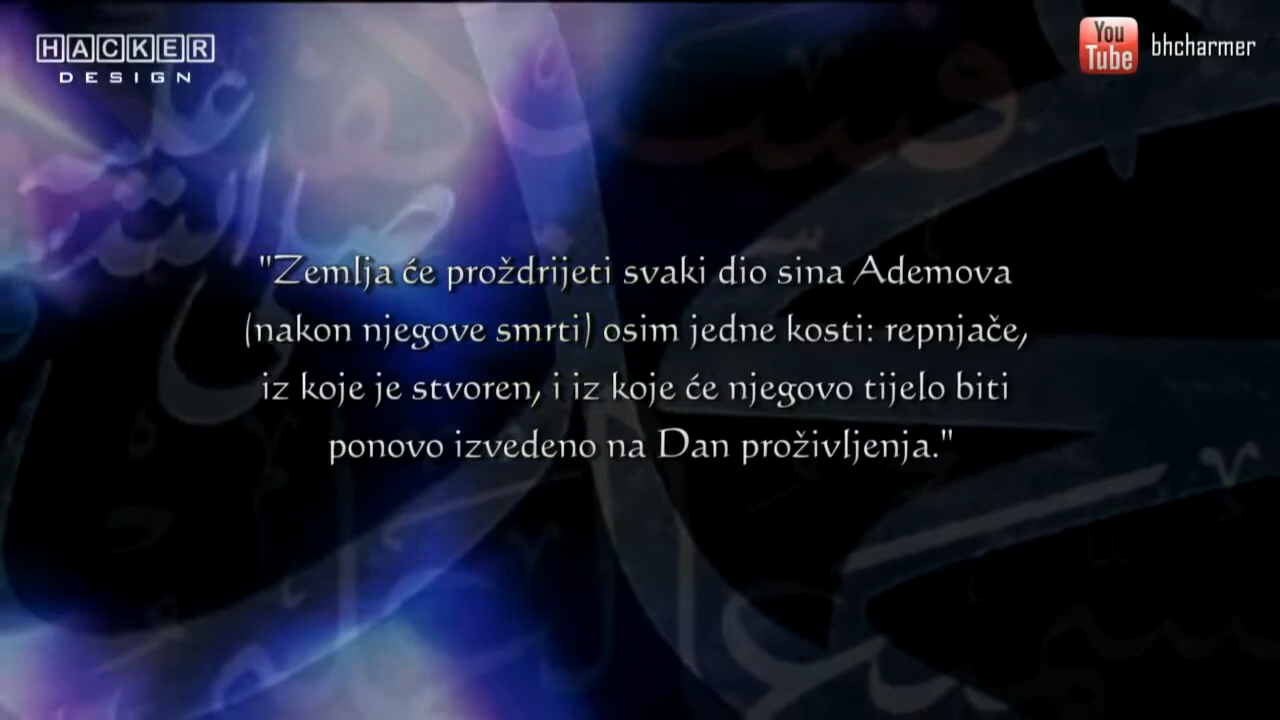 HACKER
DESIGN
You
Tube
bhcharmer
"Zemlja će proždrijeti svaki dio sina Ademova
(nakon njegove smrti) osim jedne kosti: repnjače,
iz koje je stvoren, i iz koje će njegovo tijelo biti
ponovo izvedeno na Dan proživljenja."